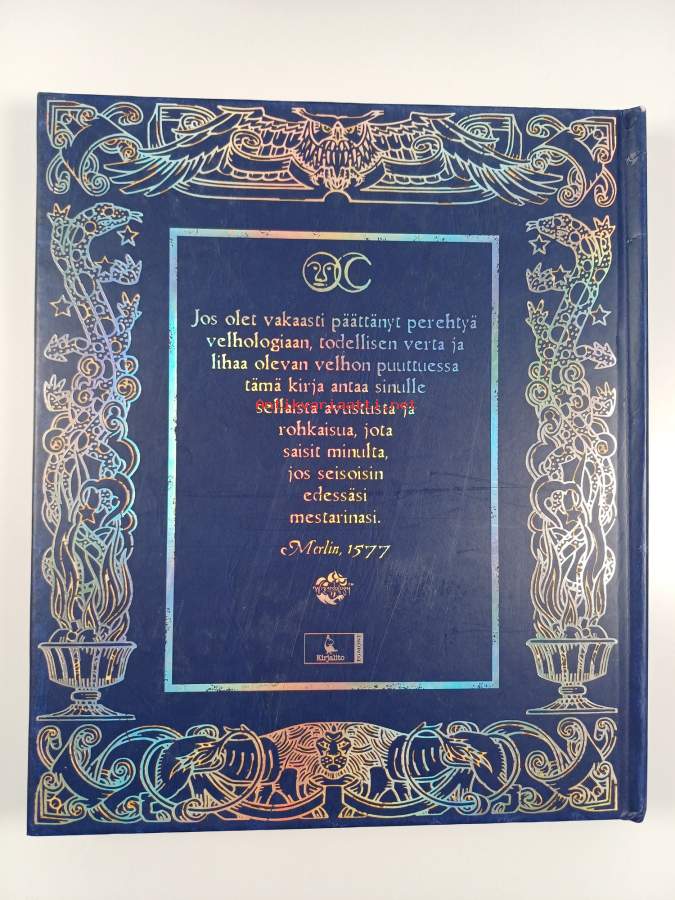 Jos olet vakaasti päättänyt perehtyä
velhologiaan, todellisen verta ja
lihaa olevan velhon puuttuessa
tämä kirja antaa sinulle
sellaista avustusta ja
rohkaisua, jota
saisit minulta,
jos seisoisin
edessäsi
mestarinasi.
Merlin, 1577
Kirjalito
EGMONT